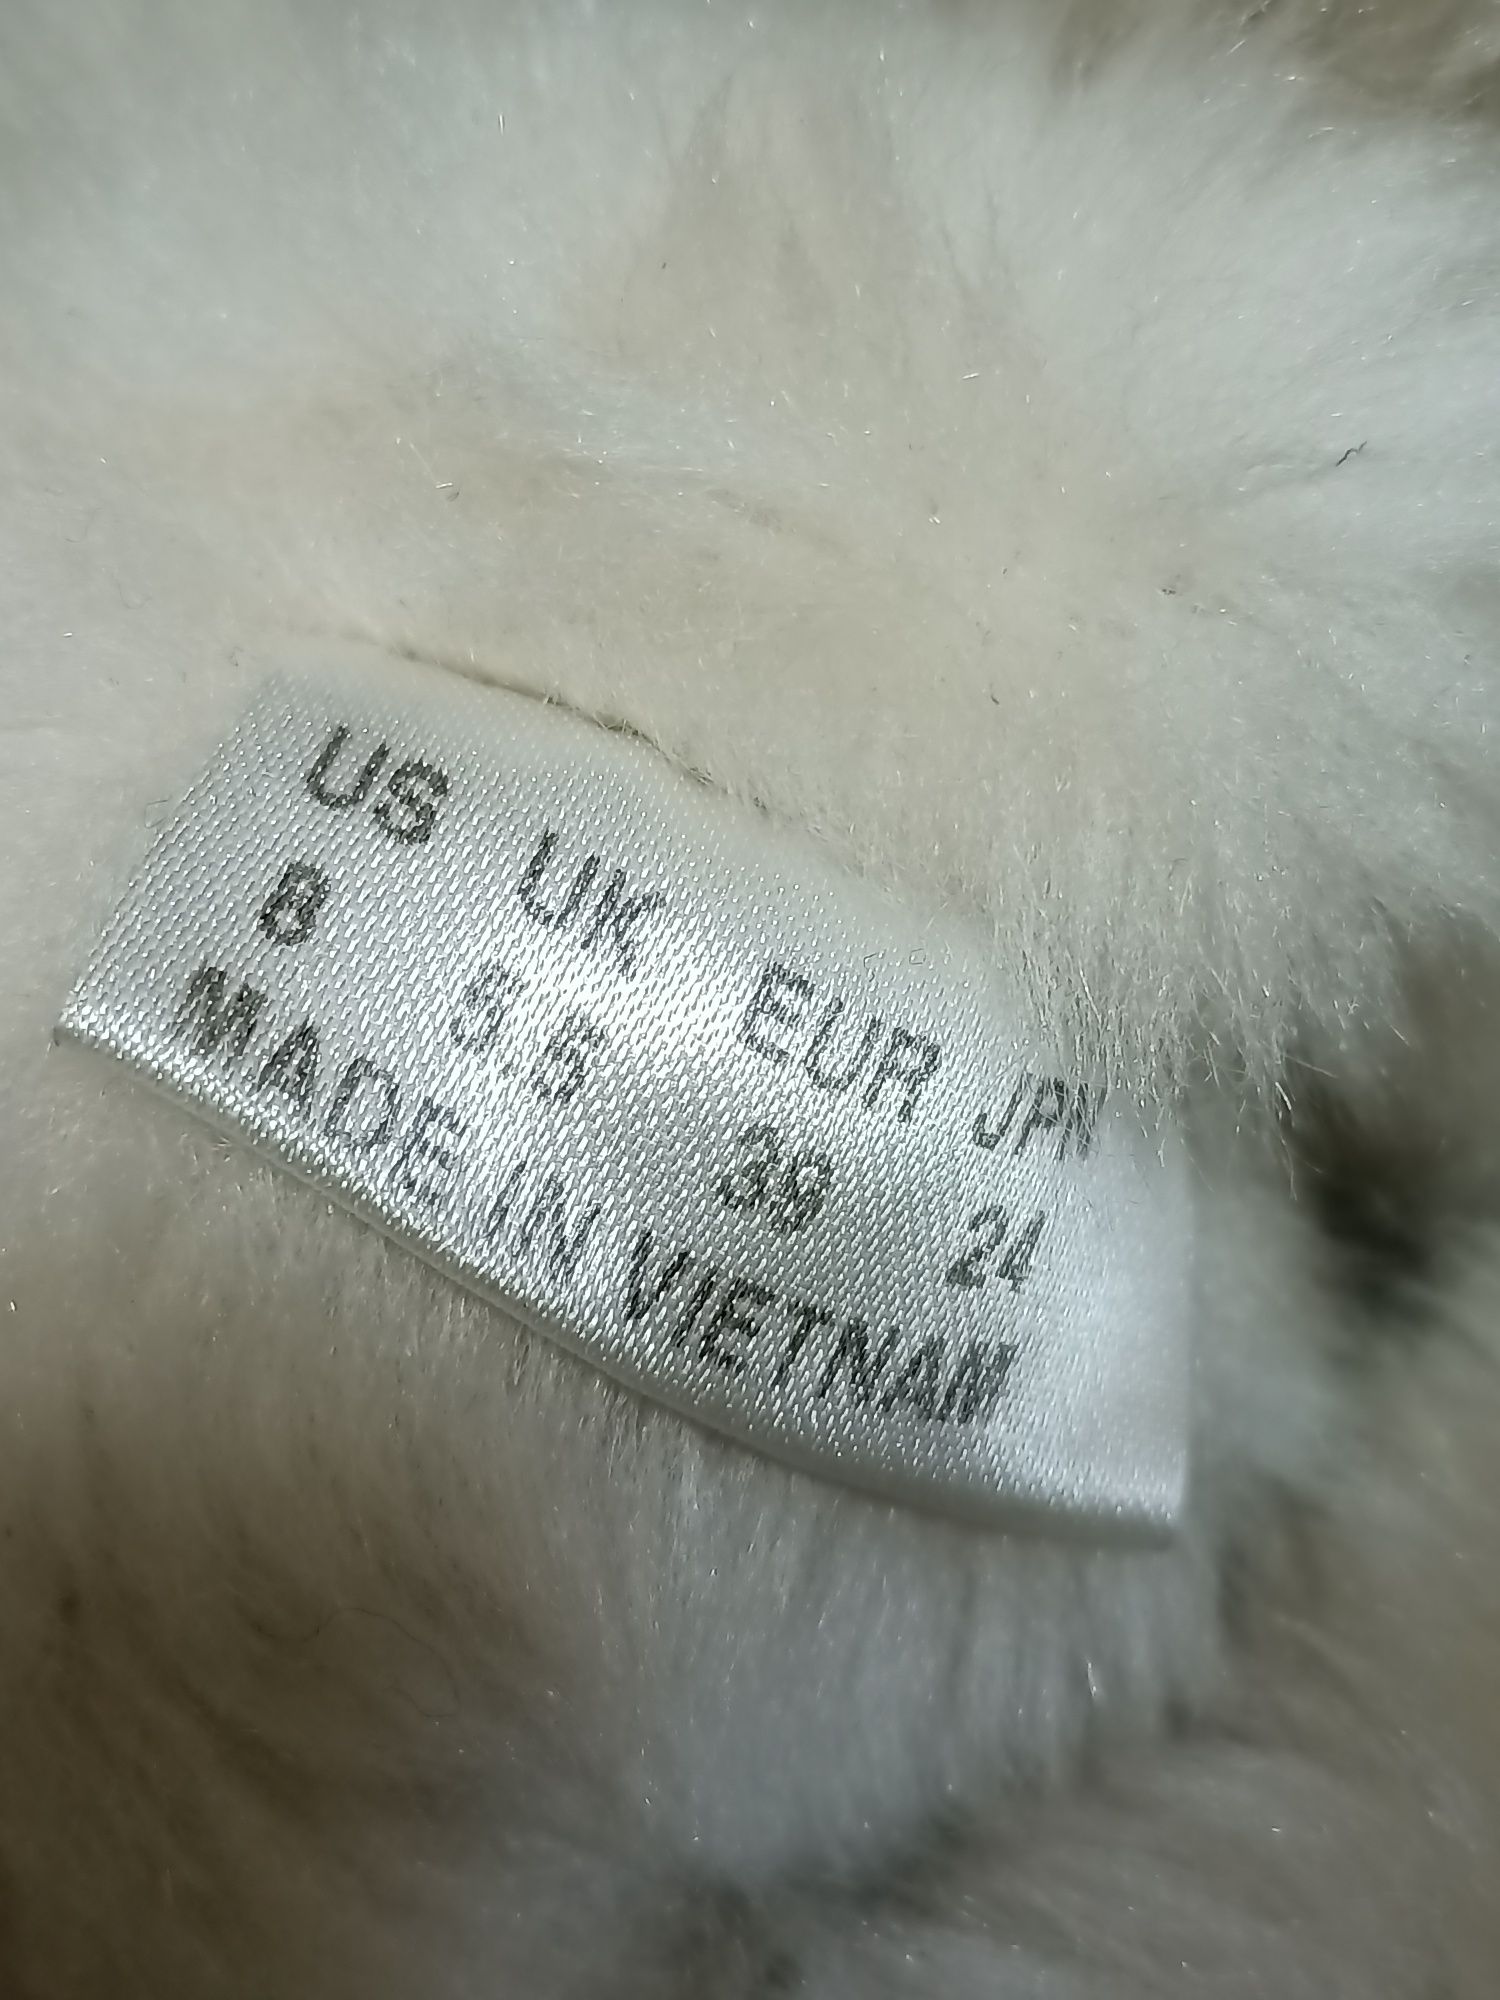 US UK EUR JPN
8 5.5 39 24
MADE IN VIETNAM